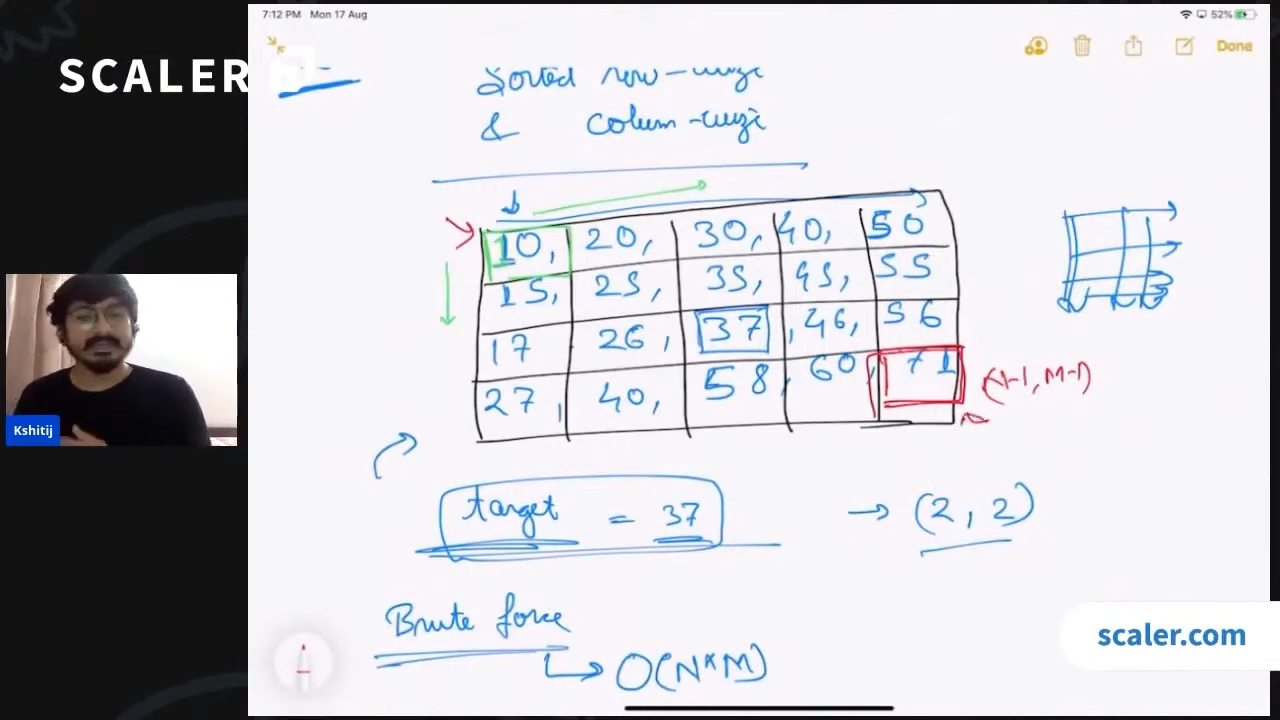 7:12 PM Mon 17 Aug
52%
Done
SCALER
Sorted row-wise
& colum-wise
10, 20, 30, 40, 50
15, 25, 35, 45, 55
17 26, 37, 46, 56
27, 40, 58, 60, 71
(N-1, M-1)
Kshitij
target = 37 → (2, 2)
Brute force
O(N*M)
scaler.com